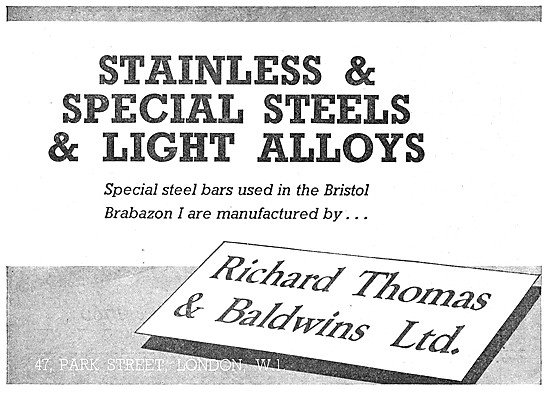 STAINLESS &
SPECIAL STEELS
& LIGHT ALLOYS
Special steel bars used in the Bristol
Brabazon I are manufactured by . . .
Richard Thomas
& Baldwins Ltd.
47, PARK STREET, LONDON, W.1.